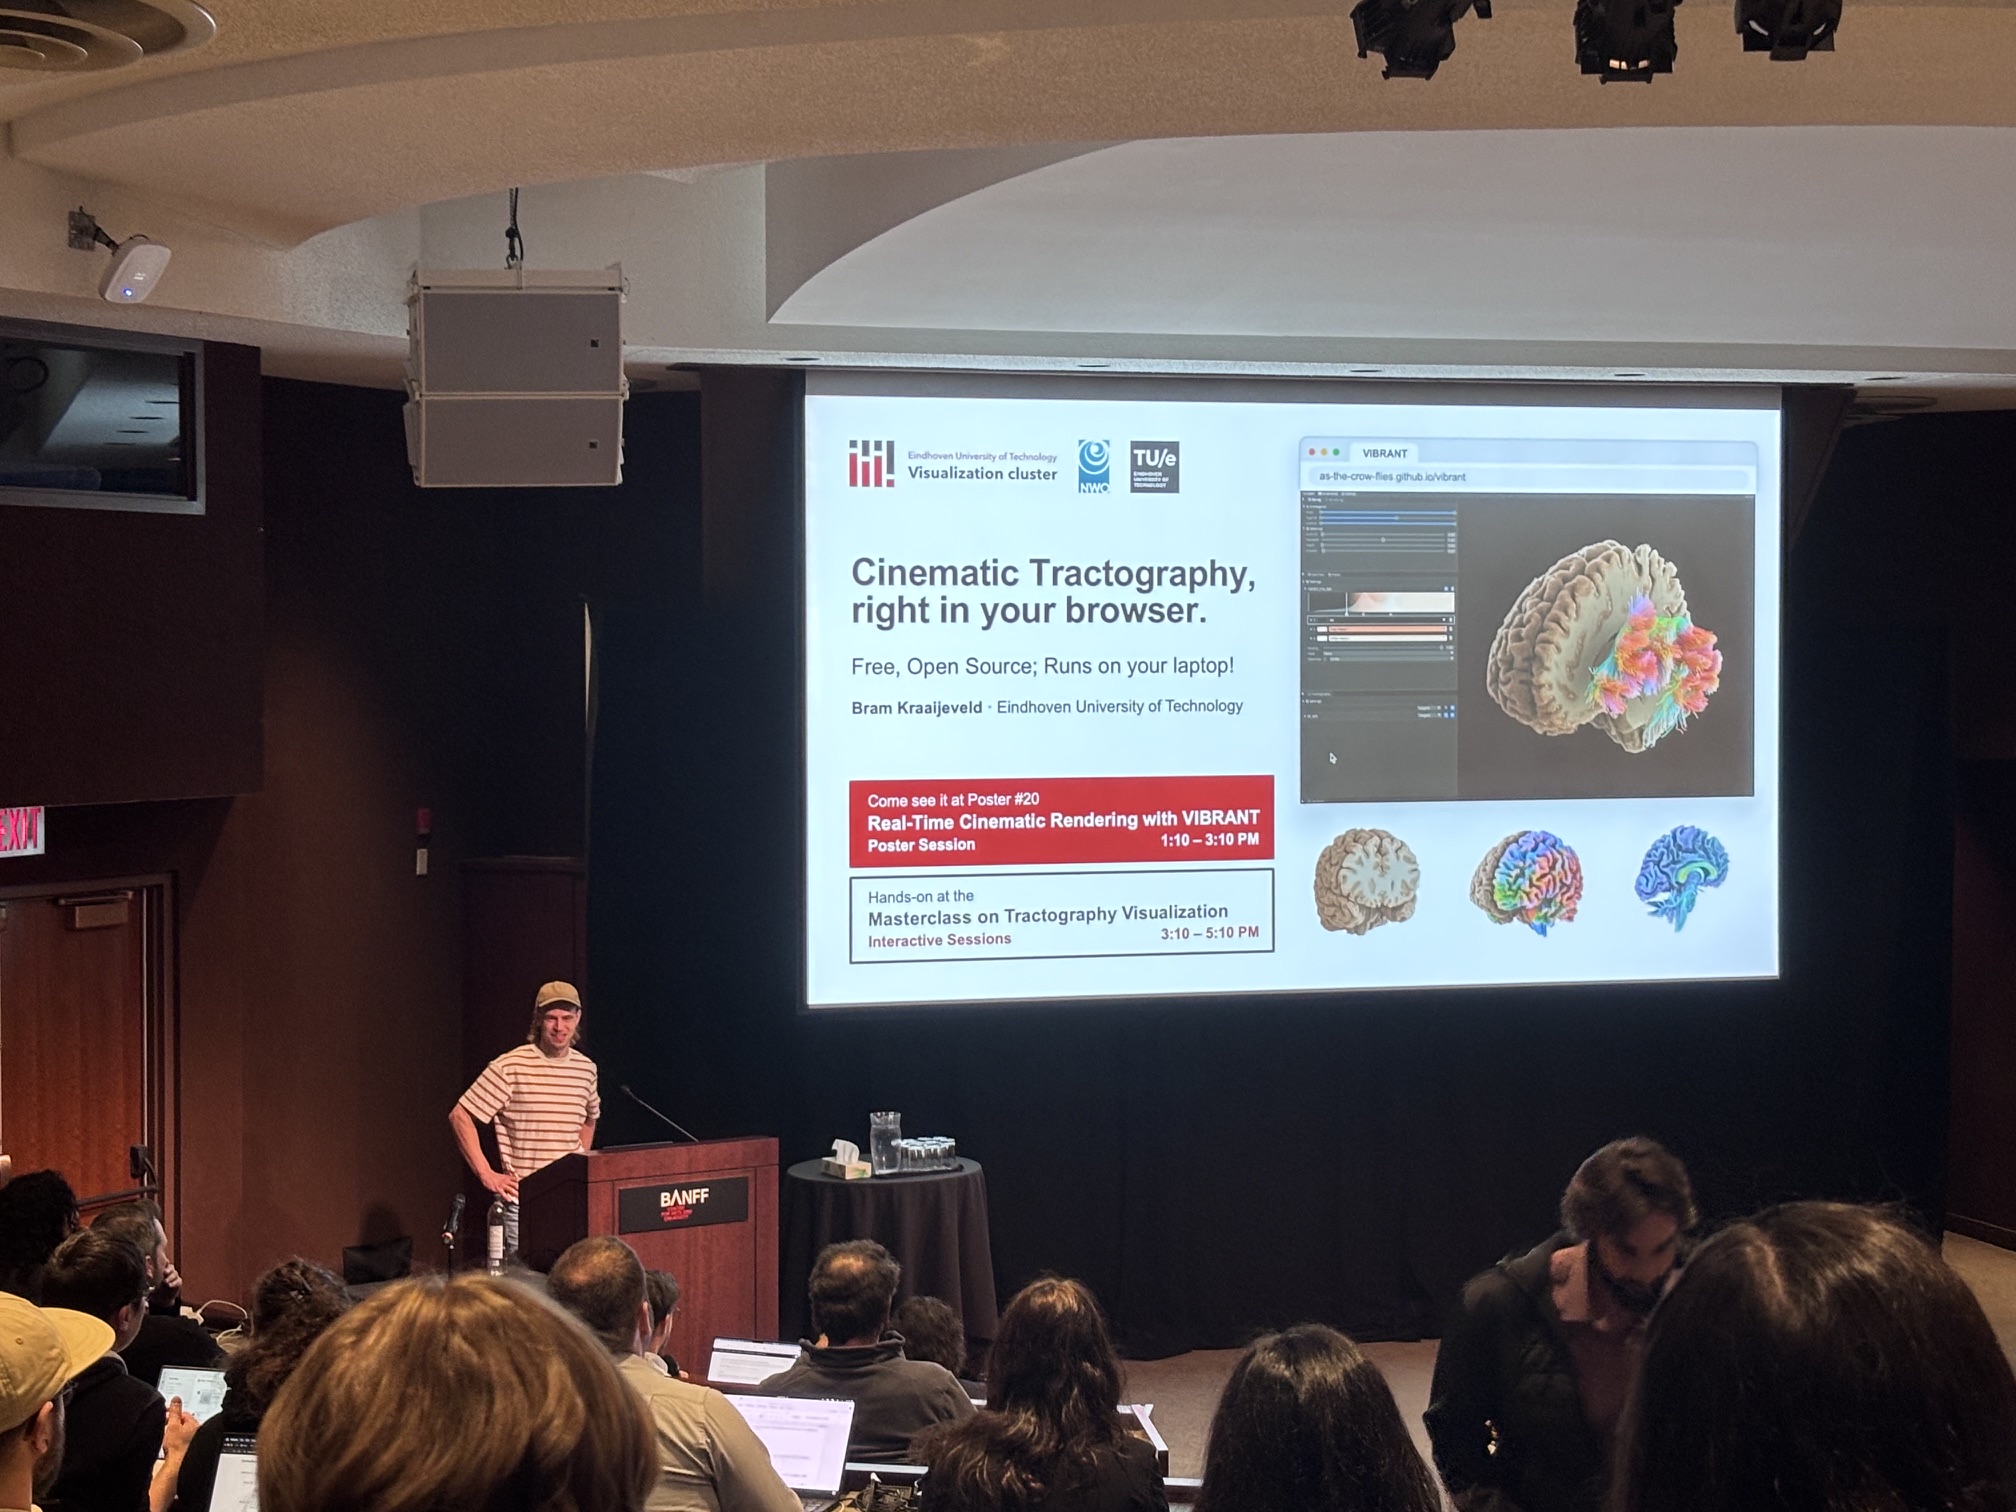 Eindhoven University of Technology
Visualization cluster
NWO
TU/e
EINDHOVEN
UNIVERSITY OF
TECHNOLOGY
Cinematic Tractography,
right in your browser.
Free, Open Source; Runs on your laptop!
Bram Kraaijeveld · Eindhoven University of Technology
Come see it at Poster #20
Real-Time Cinematic Rendering with VIBRANT
Poster Session 1:10 – 3:10 PM
Hands-on at the
Masterclass on Tractography Visualization
Interactive Sessions 3:10 – 5:10 PM
VIBRANT
as-the-crow-flies.github.io/vibrant
EXIT
BANFF